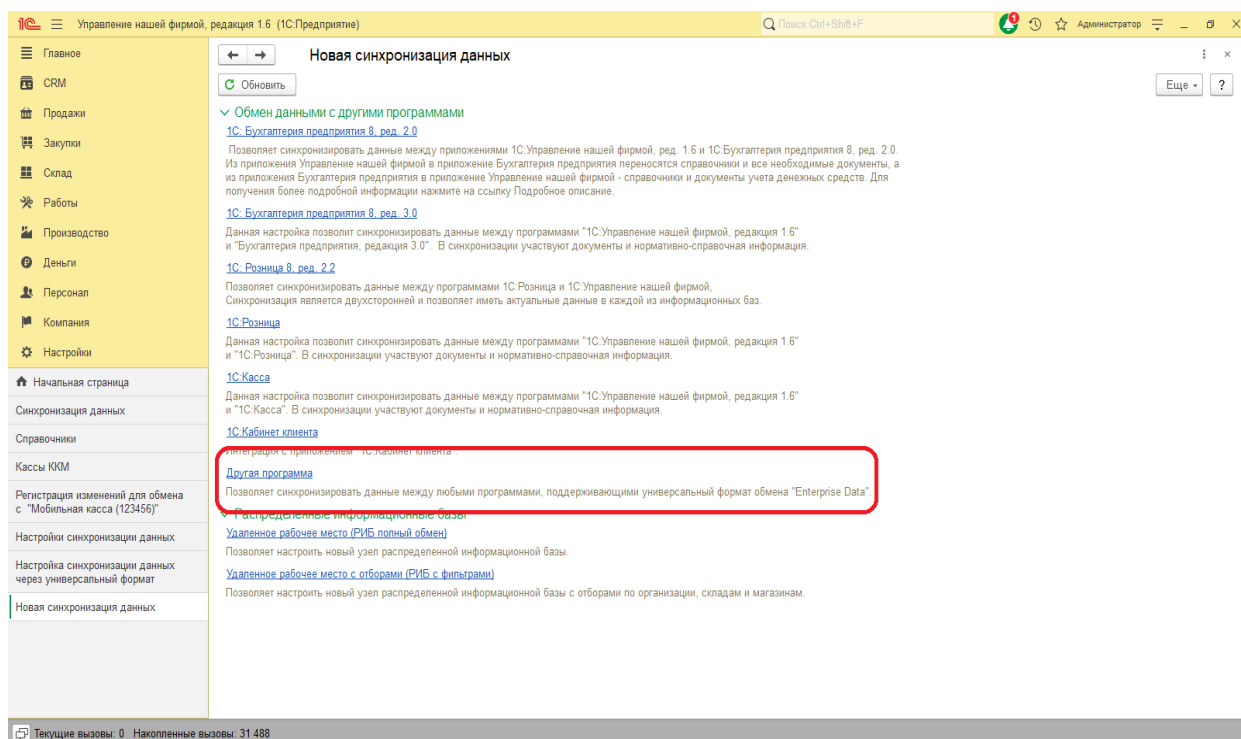 1С Управление нашей фирмой, редакция 1.6 (1С:Предприятие)
Поиск Ctrl+Shift+F
1
Администратор
Главное
CRM
Продажи
Закупки
Склад
Работы
Производство
Деньги
Персонал
Компания
Настройки
Начальная страница
Синхронизация данных
Справочники
Кассы ККМ
Регистрация изменений для обмена
с "Мобильная касса (123456)"
Настройки синхронизации данных
Настройка синхронизации данных
через универсальный формат
Новая синхронизация данных
Новая синхронизация данных
Обновить
Еще
?
Обмен данными с другими программами
1С: Бухгалтерия предприятия 8, ред. 2.0
Позволяет синхронизировать данные между приложениями 1С:Управление нашей фирмой, ред. 1.6 и 1С:Бухгалтерия предприятия 8, ред. 2.0.
Из приложения Управление нашей фирмой в приложение Бухгалтерия предприятия переносятся справочники и все необходимые документы, а
из приложения Бухгалтерия предприятия в приложение Управление нашей фирмой - справочники и документы учета денежных средств. Для
получения более подробной информации нажмите на ссылку Подробное описание.
1С: Бухгалтерия предприятия 8, ред. 3.0
Данная настройка позволит синхронизировать данные между программами "1С:Управление нашей фирмой, редакция 1.6"
и "Бухгалтерия предприятия, редакция 3.0". В синхронизации участвуют документы и нормативно-справочная информация.
1С: Розница 8, ред. 2.2
Позволяет синхронизировать данные между программами 1С:Розница и 1С:Управление нашей фирмой,
Синхронизация является двухсторонней и позволяет иметь актуальные данные в каждой из информационных баз.
1С:Розница
Данная настройка позволит синхронизировать данные между программами "1С:Управление нашей фирмой, редакция 1.6"
и "1С:Розница". В синхронизации участвуют документы и нормативно-справочная информация.
1С:Касса
Данная настройка позволит синхронизировать данные между программами "1С:Управление нашей фирмой, редакция 1.6"
и "1С:Касса". В синхронизации участвуют документы и нормативно-справочная информация.
1С:Кабинет клиента
Интеграция с приложением "1С:Кабинет клиента".
Другая программа
Позволяет синхронизировать данные между любыми программами, поддерживающими универсальный формат обмена "Enterprise Data".
Распределенные информационные базы
Удаленное рабочее место (РИБ полный обмен)
Позволяет настроить новый узел распределенной информационной базы.
Удаленное рабочее место с отборами (РИБ с фильтрами)
Позволяет настроить новый узел распределенной информационной базы с отборами по организации, складам и магазинам.
Текущие вызовы: 0 Накопленные вызовы: 31 488